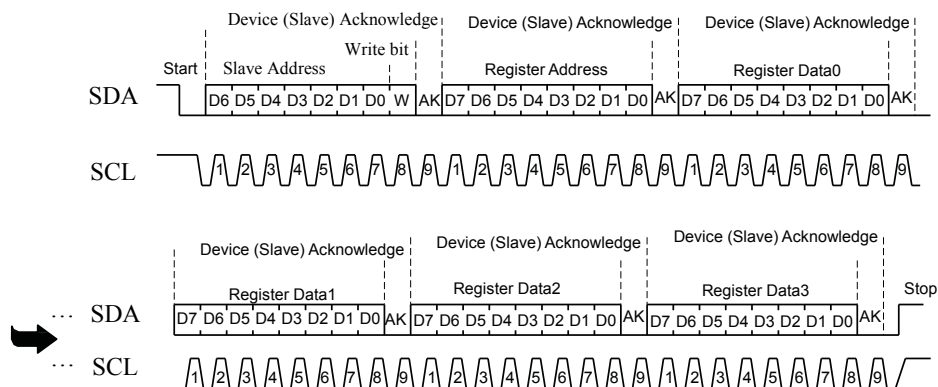 Device (Slave) Acknowledge Device (Slave) Acknowledge Device (Slave) Acknowledge
Write bit
Start Slave Address Register Address Register Data0
SDA D6 D5 D4 D3 D2 D1 D0 W AK D7 D6 D5 D4 D3 D2 D1 D0 AK D7 D6 D5 D4 D3 D2 D1 D0 AK
SCL 1 2 3 4 5 6 7 8 9 1 2 3 4 5 6 7 8 9 1 2 3 4 5 6 7 8 9
Device (Slave) Acknowledge Device (Slave) Acknowledge Device (Slave) Acknowledge
Register Data1 Register Data2 Register Data3 Stop
... SDA D7 D6 D5 D4 D3 D2 D1 D0 AK D7 D6 D5 D4 D3 D2 D1 D0 AK D7 D6 D5 D4 D3 D2 D1 D0 AK
... SCL 1 2 3 4 5 6 7 8 9 1 2 3 4 5 6 7 8 9 1 2 3 4 5 6 7 8 9